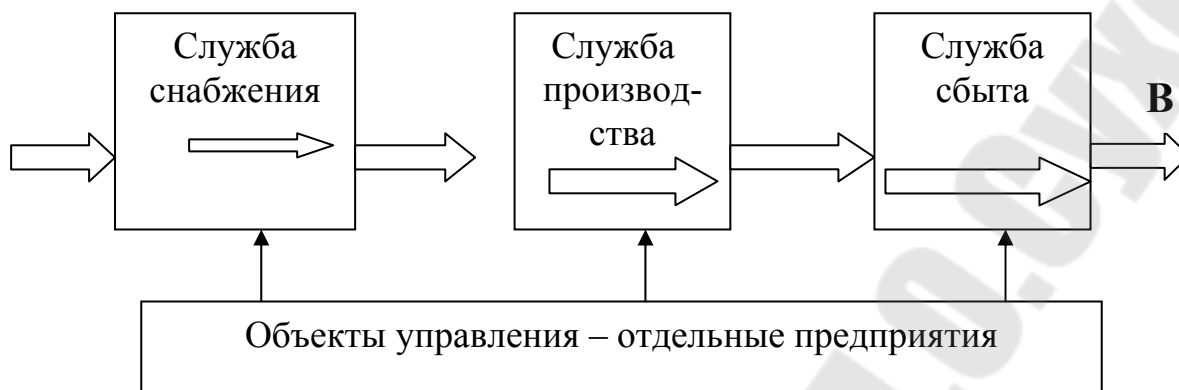 Служба
снабжения
Служба
производ-
ства
Служба
сбыта
В
Объекты управления – отдельные предприятия